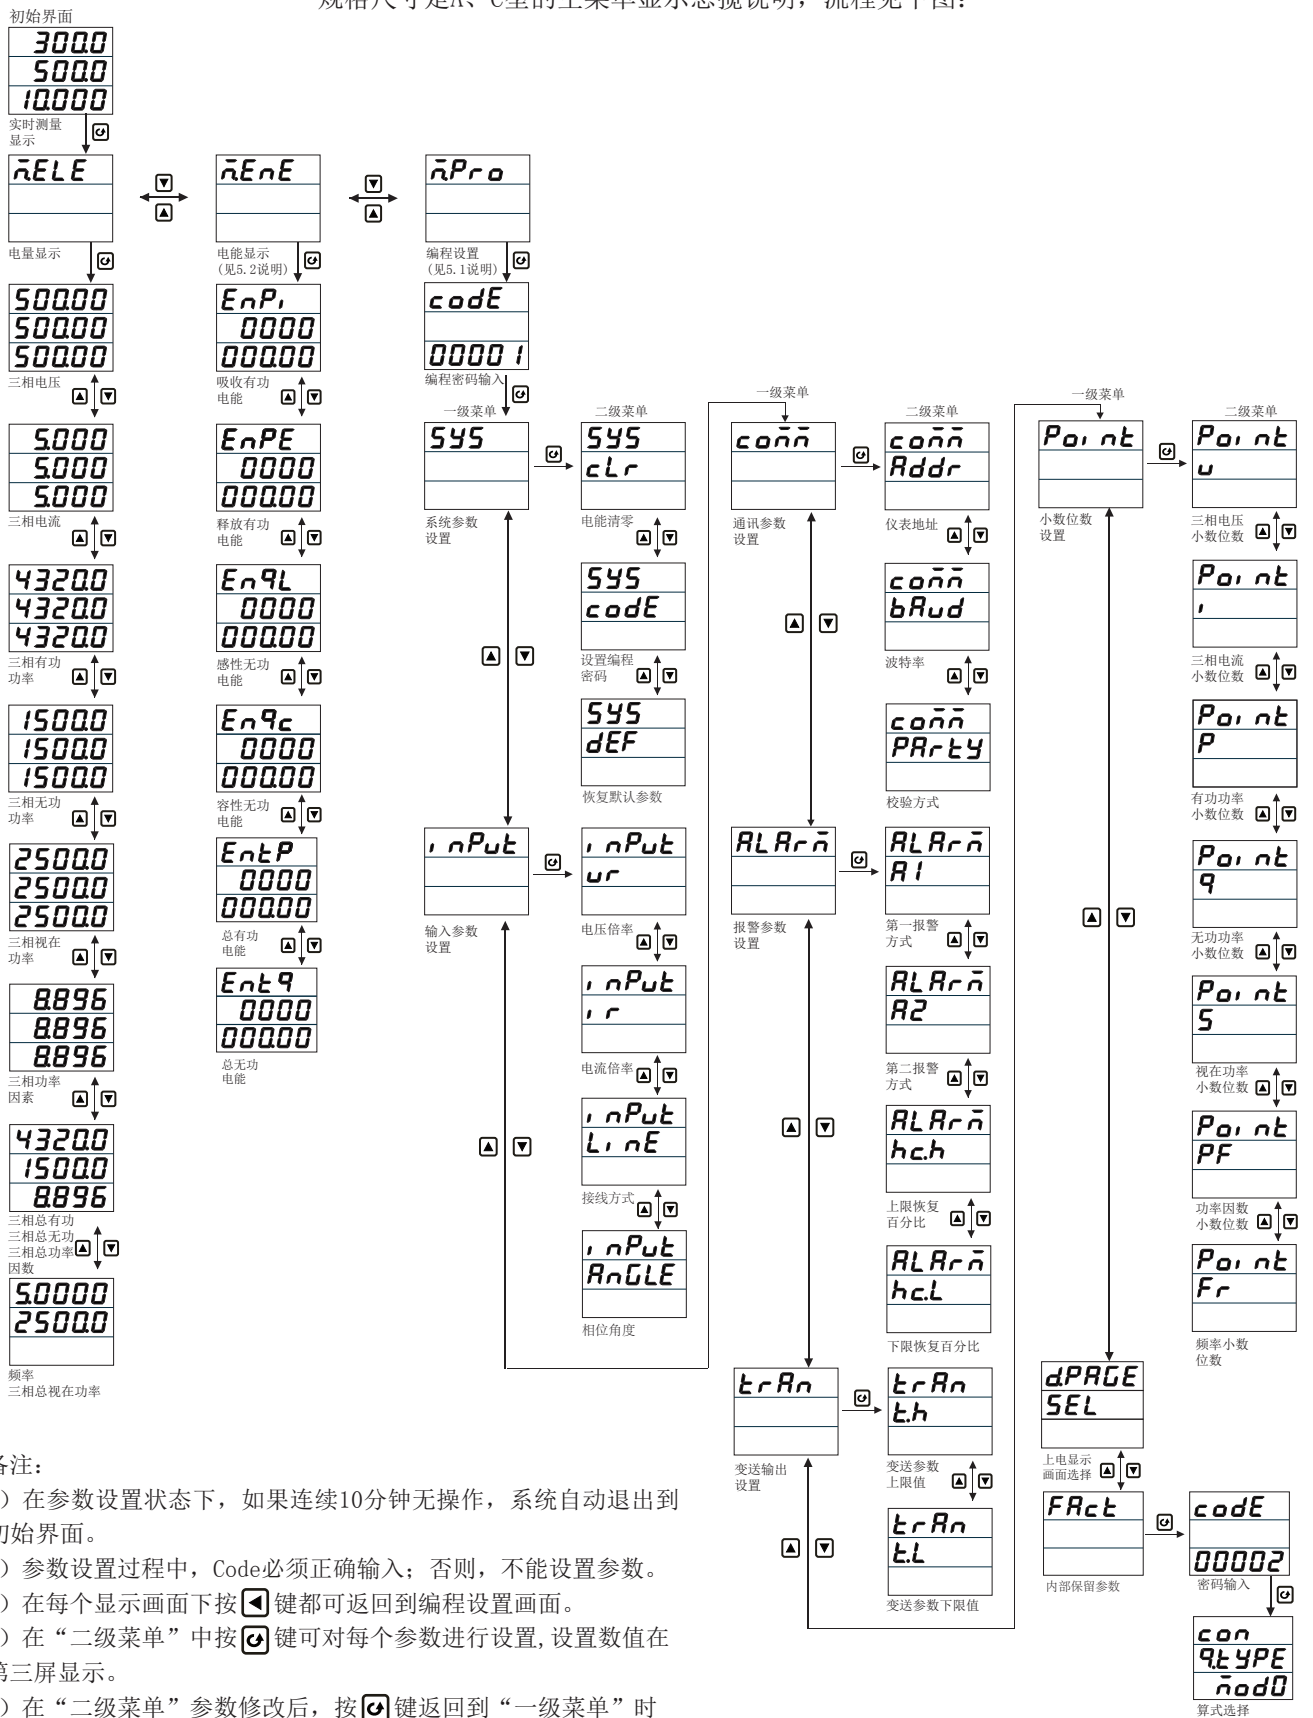 规格尺寸是A、C型的主菜单显示总揽说明，流程见下图：
初始界面
300.0
500.0
10.000
实时测量
显示
M.ELE
电量显示
500.00
500.00
500.00
三相电压
5.000
5.000
5.000
三相电流
4320.0
4320.0
4320.0
三相有功
功率
1500.0
1500.0
1500.0
三相无功
功率
2500.0
2500.0
2500.0
三相视在
功率
8.896
8.896
8.896
三相功率
因素
4320.0
1500.0
8.896
三相总有功
三相总无功
三相总功率
因数
5.0000
2500.0
频率
三相总视在功率
M.EnE
电能显示
(见5.2说明)
EnPi
0000
000.00
吸收有功
电能
EnPE
0000
000.00
释放有功
电能
EnqL
0000
000.00
感性无功
电能
Enqc
0000
000.00
容性无功
电能
EntP
0000
000.00
总有功
电能
Entq
0000
000.00
总无功
电能
M.Pro
编程设置
(见5.1说明)
codE
00001
编程密码输入
一级菜单
SYS
系统参数
设置
inPut
输入参数
设置
二级菜单
SYS
cLr
电能清零
SYS
codE
设置编程
密码
SYS
dEF
恢复默认参数
inPut
ur
电压倍率
inPut
ir
电流倍率
inPut
LinE
接线方式
inPut
AnGLE
相位角度
一级菜单
comm
通讯参数
设置
ALArm
报警参数
设置
trAn
变送输出
设置
二级菜单
comm
Addr
仪表地址
comm
bAud
波特率
comm
PArtY
校验方式
ALArm
A1
第一报警
方式
ALArm
A2
第二报警
方式
ALArm
hc.h
上限恢复
百分比
ALArm
hc.L
下限恢复百分比
trAn
t.h
变送参数
上限值
trAn
t.L
变送参数下限值
一级菜单
Point
小数位数
设置
d.PAGE
SEL
上电显示
画面选择
FAct
内部保留参数
二级菜单
Point
u
三相电压
小数位数
Point
i
三相电流
小数位数
Point
P
有功功率
小数位数
Point
q
无功功率
小数位数
Point
S
视在功率
小数位数
Point
PF
功率因数
小数位数
Point
Fr
频率小数
位数
codE
00002
密码输入
con
q.tYPE
mod0
算式选择
备注：
）在参数设置状态下，如果连续10分钟无操作，系统自动退出到
初始界面。
）参数设置过程中，Code必须正确输入；否则，不能设置参数。
）在每个显示画面下按◀键都可返回到编程设置画面。
）在“二级菜单”中按↺键可对每个参数进行设置,设置数值在
第三屏显示。
）在“二级菜单”参数修改后，按↺键返回到“一级菜单”时